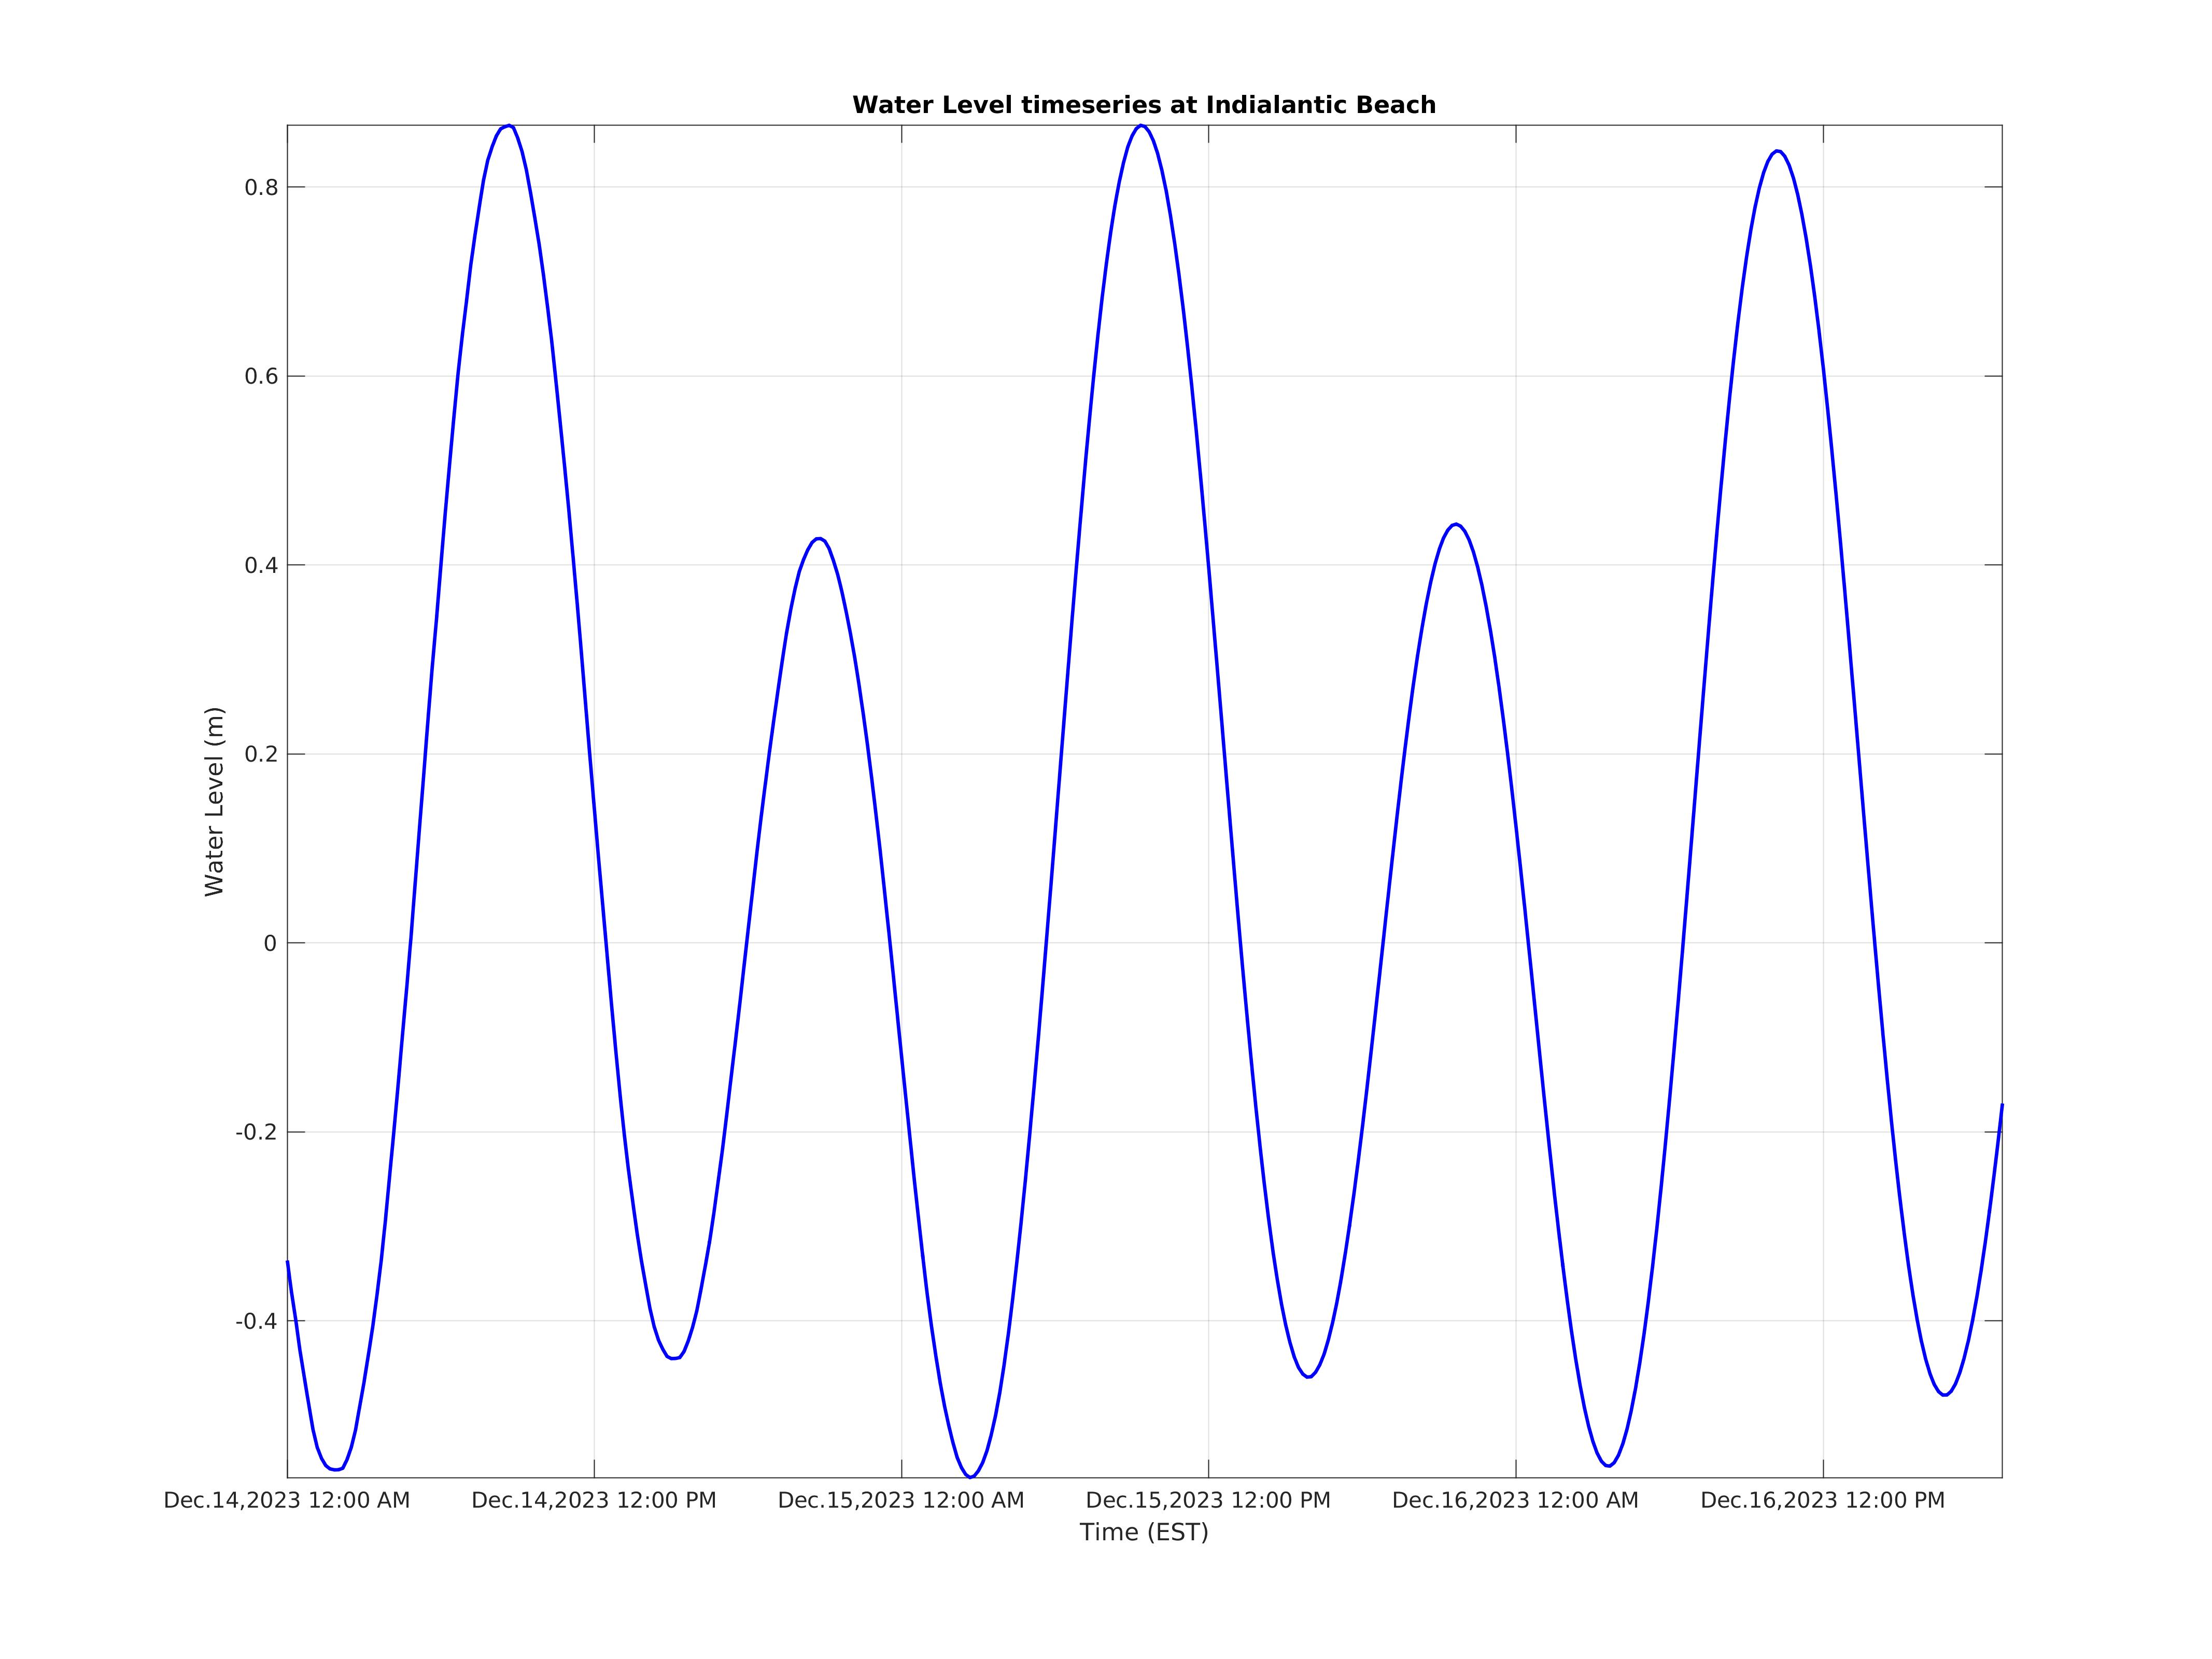 Water Level timeseries at Indialantic Beach
0.8
0.6
0.4
0.2
0
-0.2
-0.4
Water Level (m)
Dec.14,2023 12:00 AM Dec.14,2023 12:00 PM Dec.15,2023 12:00 AM Dec.15,2023 12:00 PM Dec.16,2023 12:00 AM Dec.16,2023 12:00 PM
Time (EST)